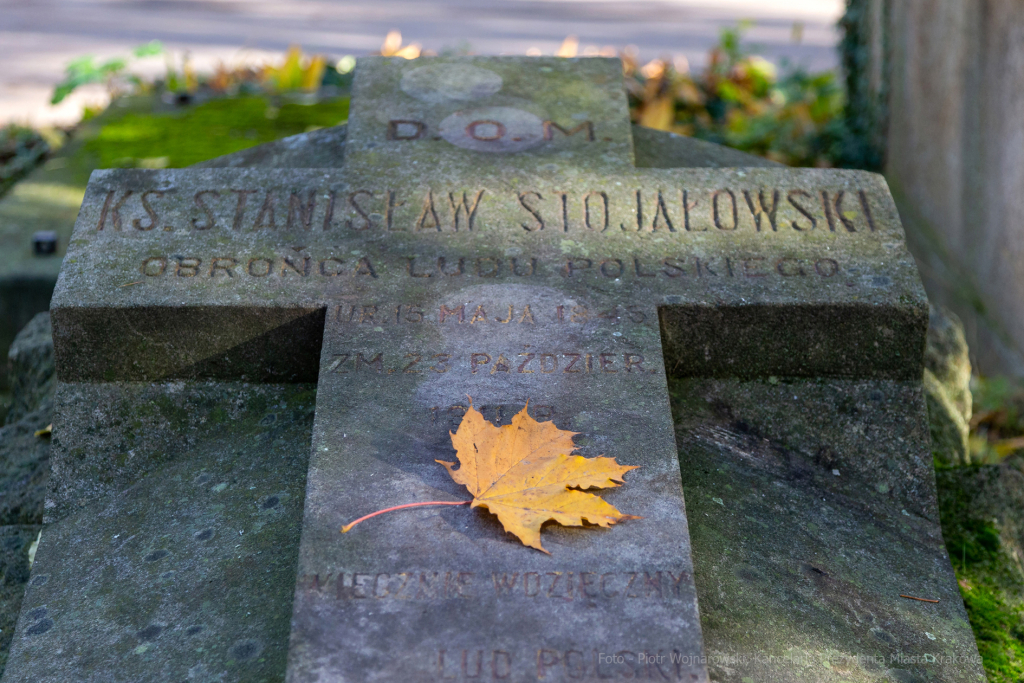 D. O. M.
KS. STANISŁAW STOJAŁOWSKI
OBROŃCA LUDU POLSKIEGO
UR. 15 MAJA 1845
ZM. 23 PAŹDZIER.
WIECZNIE WDZIĘCZNY
LUD POLSKI.
Foto - Piotr Wojnarowski, Kancelaria Prezydenta Miasta Krakowa